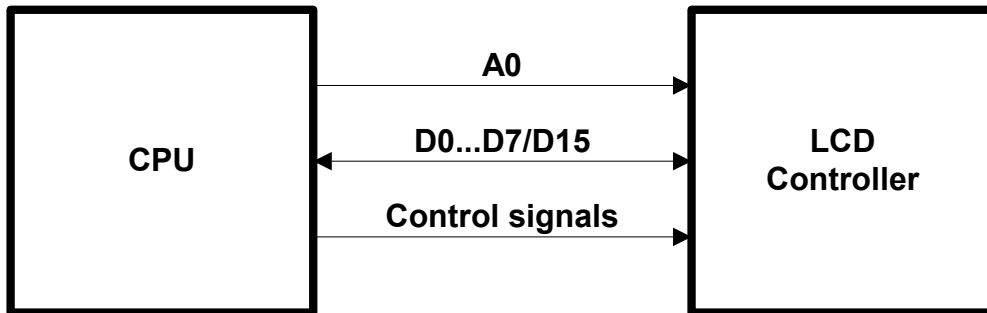 A0
CPU
D0...D7/D15
LCD
Controller
Control signals